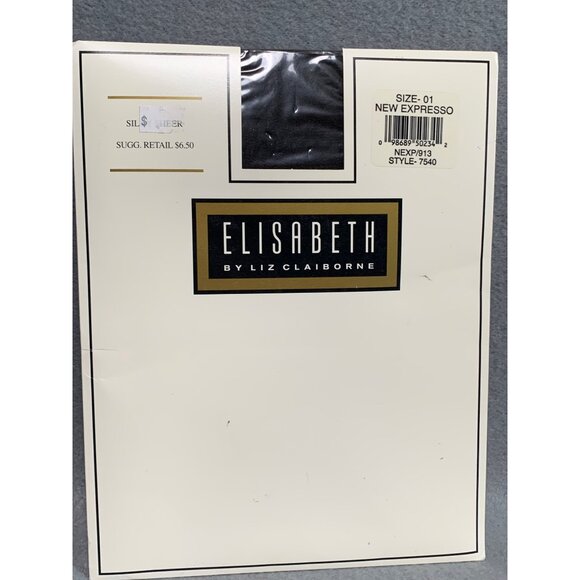 $
SUGG. RETAIL $6.50
SIZE- 01
NEW EXPRESSO
0 98689 50234 2
NEXP/913
STYLE- 7540
ELISABETH
BY LIZ CLAIBORNE